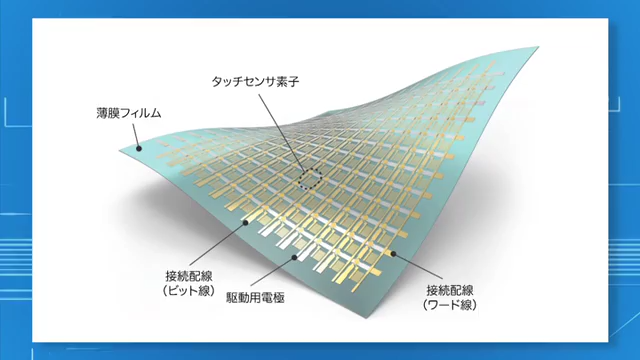 タッチセンサ素子
薄膜フィルム
接続配線
（ビット線）
駆動用電極
接続配線
（ワード線）